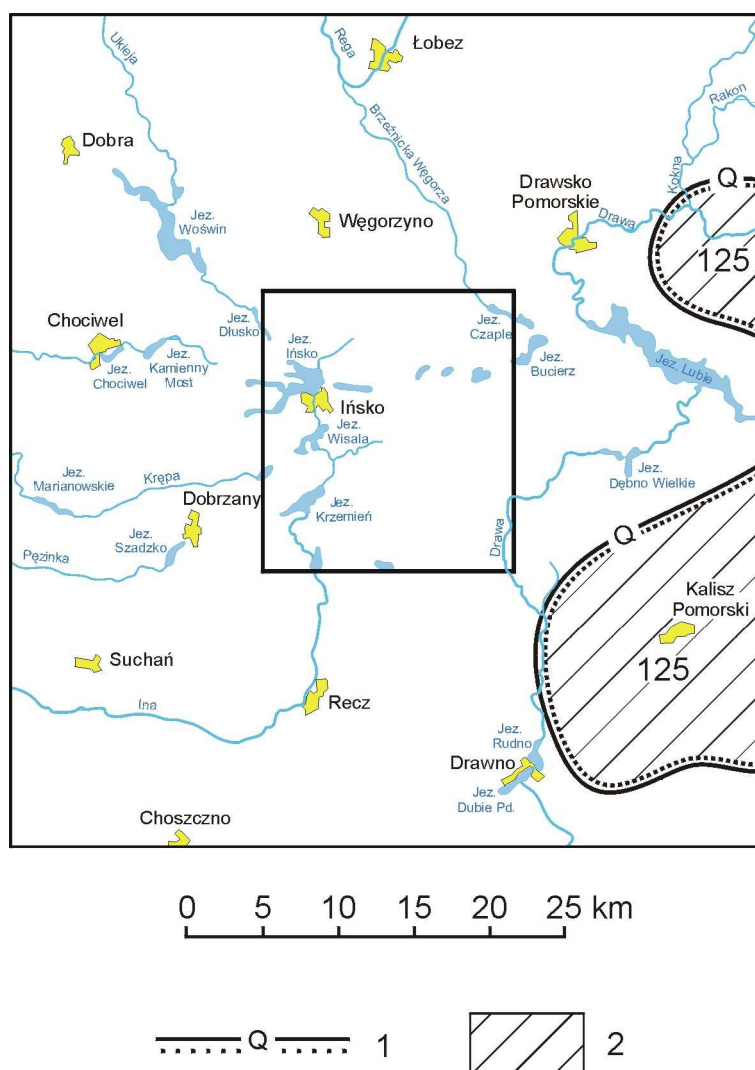 Ukleja
Rega
Łobez
Brzeźnicka Węgorza
Rakon
Kokna
Dobra
Drawsko
Pomorskie
Drawa
Q
125
Jez.
Woświn
Węgorzyno
Chociwel
Jez.
Chociwel
Jez.
Kamienny
Most
Jez.
Dłusko
Jez.
Ińsko
Jez.
Czaple
Jez.
Bucierz
Jez. Lubie
Ińsko
Jez.
Wisala
Jez.
Marianowskie
Krępa
Dobrzany
Jez.
Krzemień
Jez.
Dębno Wielkie
Jez.
Szadzko
Pęzinka
Drawa
Q
Kalisz
Pomorski
125
Suchań
Ina
Recz
Jez.
Rudno
Drawno
Jez.
Dubie Pd.
Choszczno
0 5 10 15 20 25 km
Q 1 2